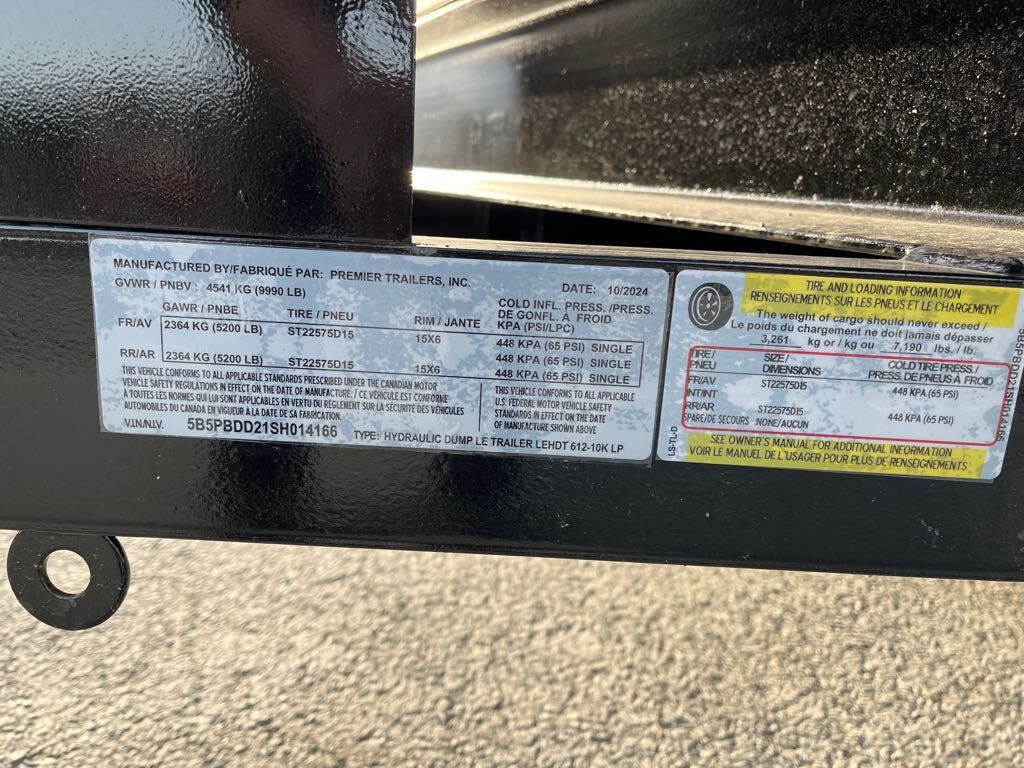 MANUFACTURED BY/FABRIQUÉ PAR: PREMIER TRAILERS, INC.
GVWR / PNBV : 4541 KG (9990 LB)
DATE: 10/2024
GAWR / PNBE TIRE / PNEU RIM / JANTE COLD INFL. PRESS./PRESS. DE GONFL. À FROID KPA (PSI/LPC)
FR/AV 2364 KG (5200 LB) ST22575D15 15X6 448 KPA (65 PSI) SINGLE
448 KPA (65 PSI) SINGLE
RR/AR 2364 KG (5200 LB) ST22575D15 15X6 448 KPA (65 PSI) SINGLE
THIS VEHICLE CONFORMS TO ALL APPLICABLE STANDARDS PRESCRIBED UNDER THE CANADIAN MOTOR
VEHICLE SAFETY REGULATIONS IN EFFECT ON THE DATE OF MANUFACTURE. / CE VÉHICULE EST CONFORME
À TOUTES LES NORMES QUI LUI SONT APPLICABLES EN VERTU DU RÈGLEMENT SUR LA SÉCURITÉ DES VÉHICULES
AUTOMOBILES DU CANADA EN VIGUEUR À LA DATE DE SA FABRICATION.
THIS VEHICLE CONFORMS TO ALL APPLICABLE
U.S. FEDERAL MOTOR VEHICLE SAFETY
STANDARDS IN EFFECT ON THE DATE
OF MANUFACTURE SHOWN ABOVE
V.I.N./N.I.V. 5B5PBDD21SH014166 TYPE: HYDRAULIC DUMP LE TRAILER LEHDT 612-10K LP
TIRE AND LOADING INFORMATION
RENSEIGNEMENTS SUR LES PNEUS ET LE CHARGEMENT
The weight of cargo should never exceed /
Le poids du chargement ne doit jamais dépasser
3,261 kg or / kg ou 7,190 lbs. / lb.
TIRE / PNEU SIZE / DIMENSIONS COLD TIRE PRESS./ PRESS. DE PNEUS À FROID
FR/AV ST22575D15 448 KPA (65 PSI)
INT/INT
RR/AR ST22575D15 448 KPA (65 PSI)
SPARE/DE SECOURS NONE/AUCUN
SEE OWNER'S MANUAL FOR ADDITIONAL INFORMATION
VOIR LE MANUEL DE L'USAGER POUR PLUS DE RENSEIGNEMENTS
LS-TL-D
5B5PBDD21SH014166